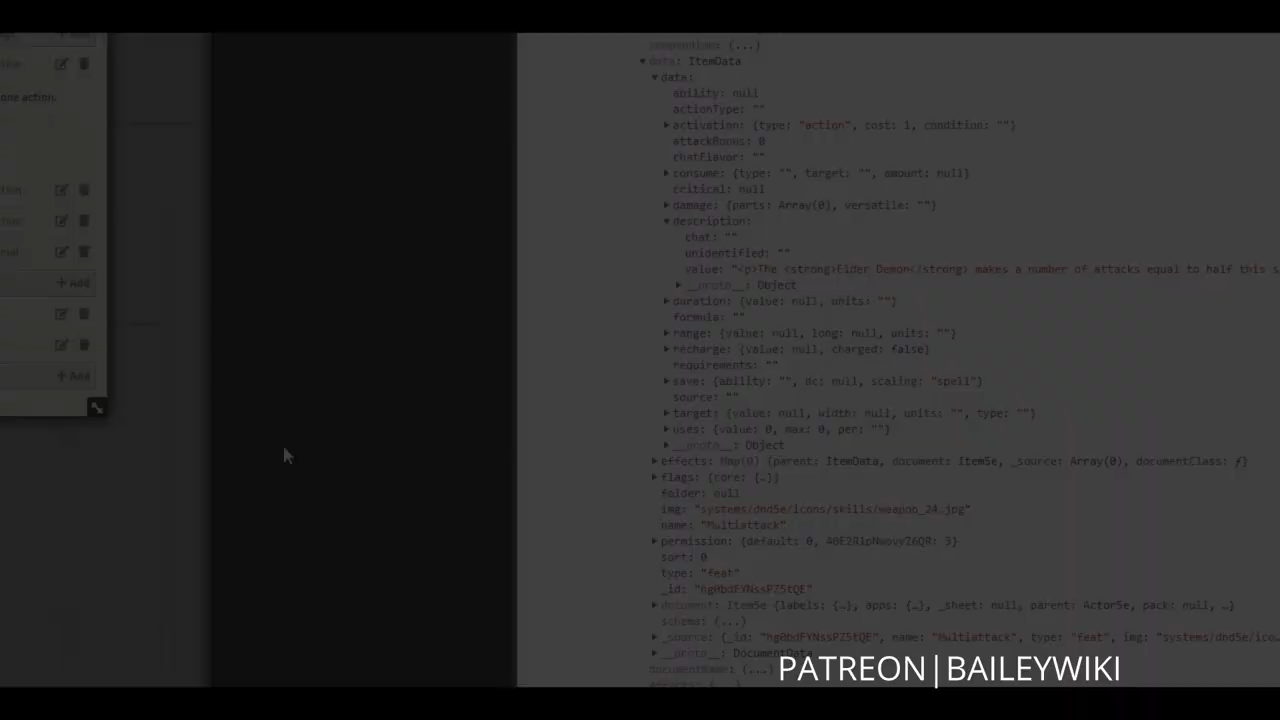 + Add
one action.
+ Add
+ Add
data: ItemData
data:
ability: null
actionType: ""
activation: {type: "action", cost: 1, condition: ""}
attackBonus: 0
chatFlavor: ""
consume: {type: "", target: "", amount: null}
critical: null
damage: {parts: Array(0), versatile: ""}
description:
chat: ""
unidentified: ""
value: "<p>The <strong>Elder Demon</strong> makes a number of attacks equal to half this s
__proto__: Object
duration: {value: null, units: ""}
formula: ""
range: {value: null, long: null, units: ""}
recharge: {value: null, charged: false}
requirements: ""
save: {ability: "", dc: null, scaling: "spell"}
source: ""
target: {value: null, width: null, units: "", type: ""}
uses: {value: 0, max: 0, per: ""}
__proto__: Object
effects: Map(0) {parent: ItemData, document: Item5e, _source: Array(0), documentClass: ƒ}
flags: {core: {…}}
folder: null
img: "systems/dnd5e/icons/skills/weapon_24.jpg"
name: "Multiattack"
permission: {default: 0,
sort: 0
type: "feat"
_id: "hg0bdFYNssPZ5tQE"
document: Item5e {labels: {…}, apps: {…}, _sheet: null, parent: Actor5e, pack: null, …}
schema: (...)
_source: {_id: "hg0bdFYNssPZ5tQE", name: "Multiattack", type: "feat", img: "systems/dnd5e/ico...
__proto__: DocumentData
documentName: (...)
PATREON|BAILEYWIKI